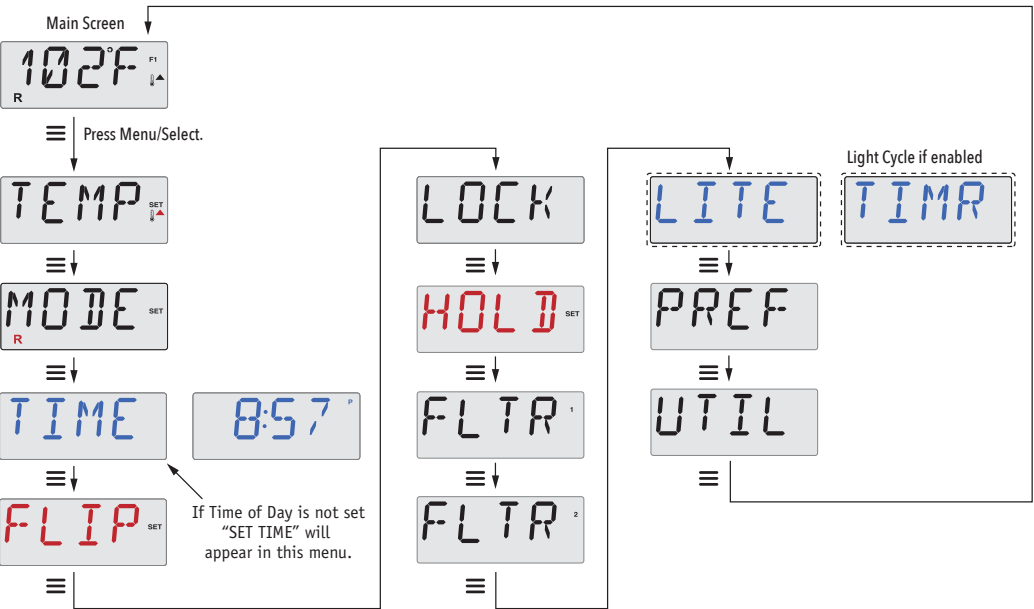 Main Screen
102°F F1
R
Press Menu/Select.
TEMP SET
MODE SET
R
TIME
8:57 P
If Time of Day is not set
“SET TIME” will
appear in this menu.
FLIP SET
LOCK
HOLD SET
FLTR 1
FLTR 2
Light Cycle if enabled
LITE
TIMR
PREF
UTIL